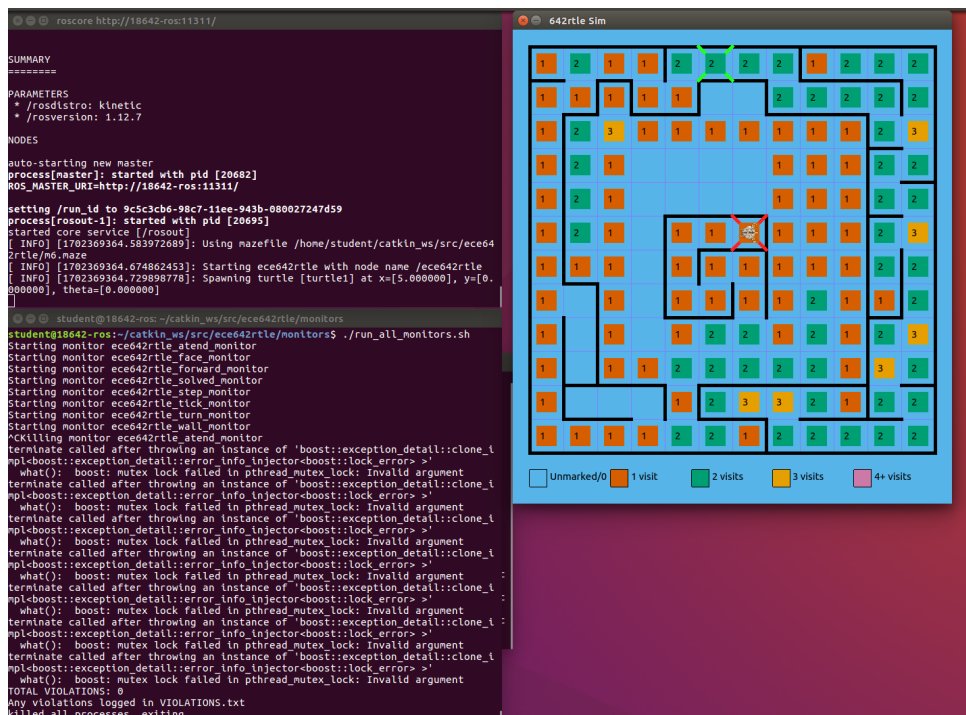 roscore http://18642-ros:11311/
SUMMARY
========
PARAMETERS
* /rosdistro: kinetic
* /rosversion: 1.12.7
NODES
auto-starting new master
process[master]: started with pid [20682]
ROS_MASTER_URI=http://18642-ros:11311/
setting /run_id to 9c5c3cb6-98c7-11ee-943b-080027247d59
process[rosout-1]: started with pid [20695]
started core service [/rosout]
[ INFO] [1702369364.583972689]: Using mazefile /home/student/catkin_ws/src/ece64
2rtle/m6.maze
[ INFO] [1702369364.674862453]: Starting ece642rtle with node name /ece642rtle
[ INFO] [1702369364.729898778]: Spawning turtle [turtle1] at x=[5.000000], y=[0.
000000], theta=[0.000000]
student@18642-ros: ~/catkin_ws/src/ece642rtle/monitors
student@18642-ros:~/catkin_ws/src/ece642rtle/monitors$ ./run_all_monitors.sh
Starting monitor ece642rtle_atend_monitor
Starting monitor ece642rtle_face_monitor
Starting monitor ece642rtle_forward_monitor
Starting monitor ece642rtle_solved_monitor
Starting monitor ece642rtle_step_monitor
Starting monitor ece642rtle_tick_monitor
Starting monitor ece642rtle_turn_monitor
Starting monitor ece642rtle_wall_monitor
^CKilling monitor ece642rtle_atend_monitor
terminate called after throwing an instance of 'boost::exception_detail::clone_i
mpl<boost::exception_detail::error_info_injector<boost::lock_error> >'
what(): boost: mutex lock failed in pthread_mutex_lock: Invalid argument
terminate called after throwing an instance of 'boost::exception_detail::clone_i
mpl<boost::exception_detail::error_info_injector<boost::lock_error> >'
what(): boost: mutex lock failed in pthread_mutex_lock: Invalid argument
terminate called after throwing an instance of 'boost::exception_detail::clone_i
mpl<boost::exception_detail::error_info_injector<boost::lock_error> >'
what(): boost: mutex lock failed in pthread_mutex_lock: Invalid argument
terminate called after throwing an instance of 'boost::exception_detail::clone_i
mpl<boost::exception_detail::error_info_injector<boost::lock_error> >'
what(): boost: mutex lock failed in pthread_mutex_lock: Invalid argument
terminate called after throwing an instance of 'boost::exception_detail::clone_i
mpl<boost::exception_detail::error_info_injector<boost::lock_error> >'
what(): boost: mutex lock failed in pthread_mutex_lock: Invalid argument
terminate called after throwing an instance of 'boost::exception_detail::clone_i
mpl<boost::exception_detail::error_info_injector<boost::lock_error> >'
what(): boost: mutex lock failed in pthread_mutex_lock: Invalid argument
terminate called after throwing an instance of 'boost::exception_detail::clone_i
mpl<boost::exception_detail::error_info_injector<boost::lock_error> >'
what(): boost: mutex lock failed in pthread_mutex_lock: Invalid argument
TOTAL VIOLATIONS: 0
Any violations logged in VIOLATIONS.txt
killed all processes, exiting
642rtle Sim
1 2 1 1 2 2 2 2 1 2 2 2
1 1 1 1 1 2 2 2 2 2
1 2 3 1 1 1 1 1 1 1 2 3
1 2 1 1 1 1 2 2
1 2 1 1 1 1 2 2
1 2 1 1 1 1 1 1 2 3
1 1 1 1 1 1 1 1 1 2 2
1 1 1 1 1 1 2 1 1 2
1 1 1 2 2 1 2 1 2 3
1 1 1 2 2 2 2 2 1 3 2
1 1 2 3 3 2 1 2 2
1 1 1 1 2 2 1 2 2 2 2 2
Unmarked/0 1 visit 2 visits 3 visits 4+ visits